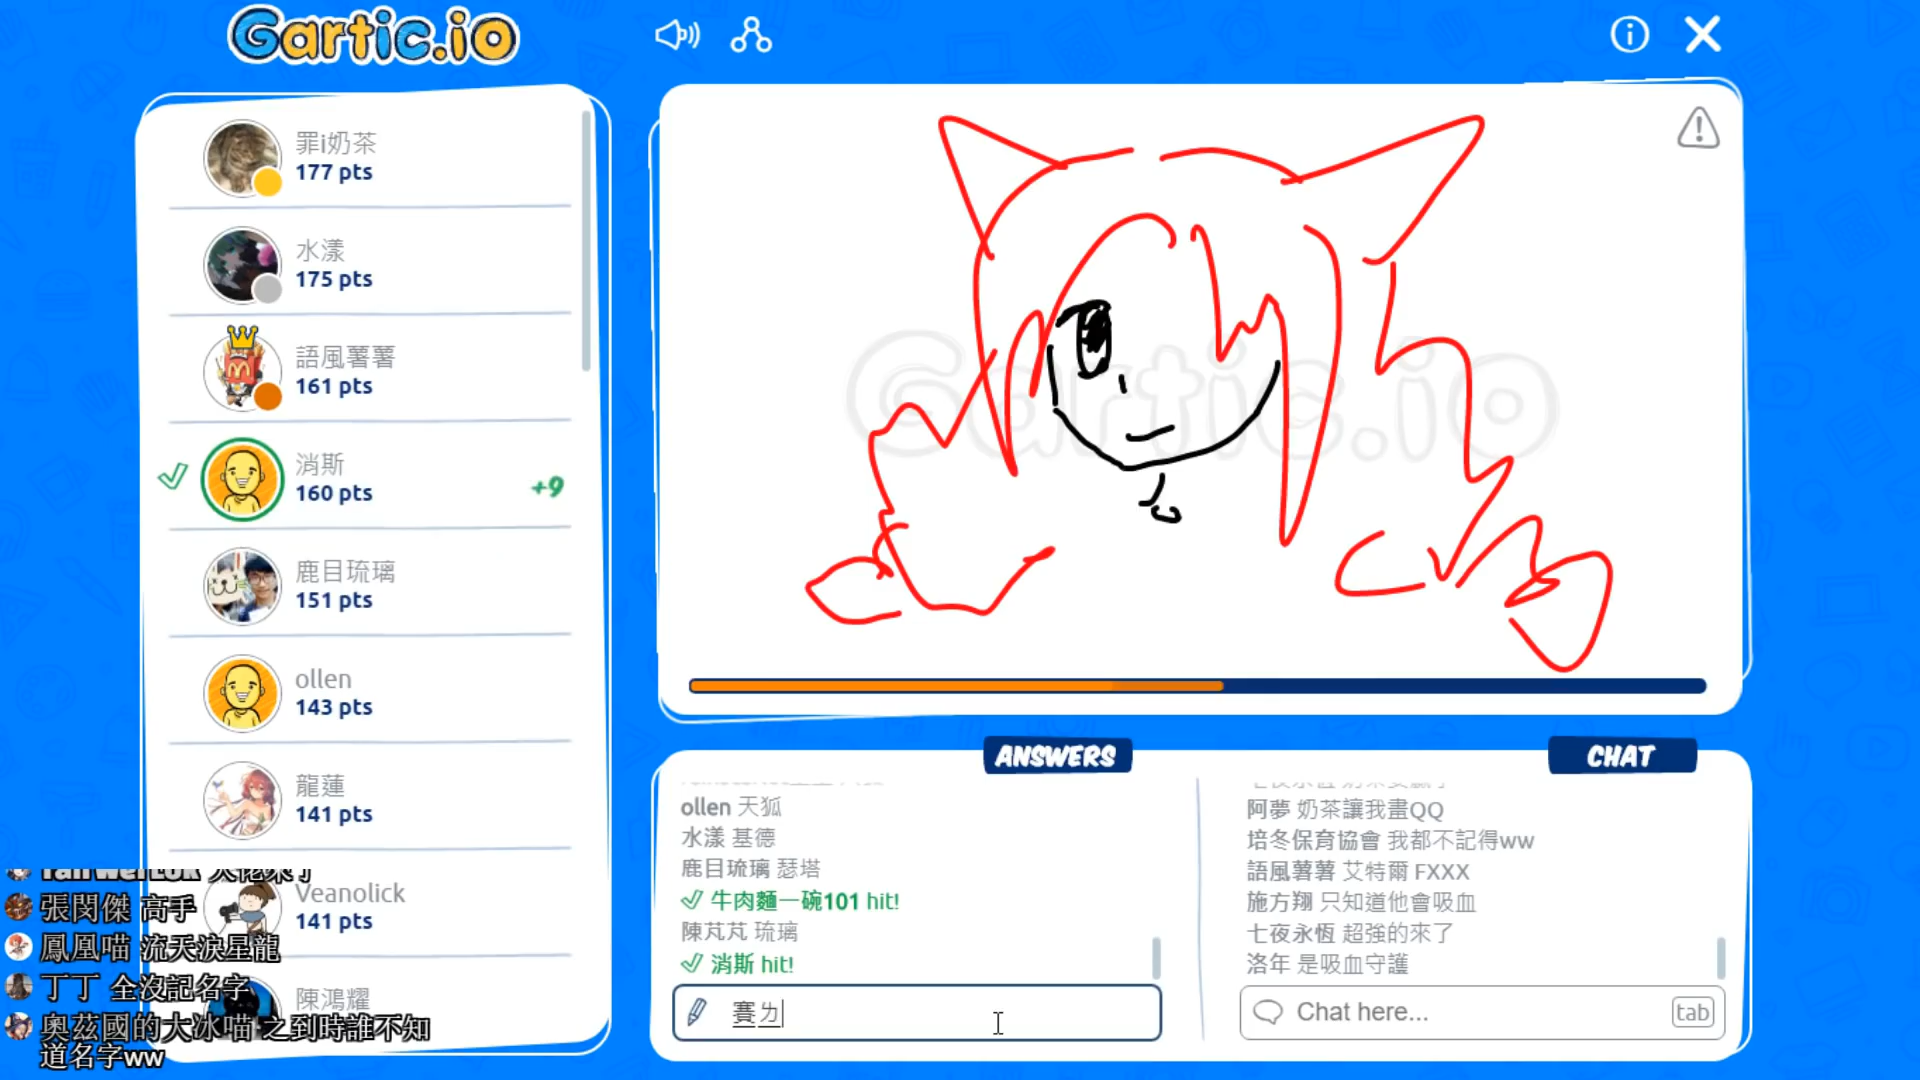 Gartic.io
罪i奶茶
177 pts
水漾
175 pts
語風薯薯
161 pts
消斯
160 pts
+9
鹿目琉璃
151 pts
ollen
143 pts
龍蓮
141 pts
Veanolick
141 pts
陳鴻耀
張閔傑 高手
鳳凰喵 流天淚星龍
丁丁 全沒記名字
奧茲國的大冰喵 之到時誰不知
道名字ww
Gartic.io
ANSWERS
ollen 天狐
水漾 基德
鹿目琉璃 瑟塔
牛肉麵一碗101 hit!
陳芃芃 琉璃
消斯 hit!
賽ㄌ
CHAT
阿夢 奶茶讓我畫QQ
培冬保育協會 我都不記得ww
語風薯薯 艾特爾 FXXX
施方翔 只知道他會吸血
七夜永恆 超強的來了
洛年 是吸血守護
Chat here...
tab